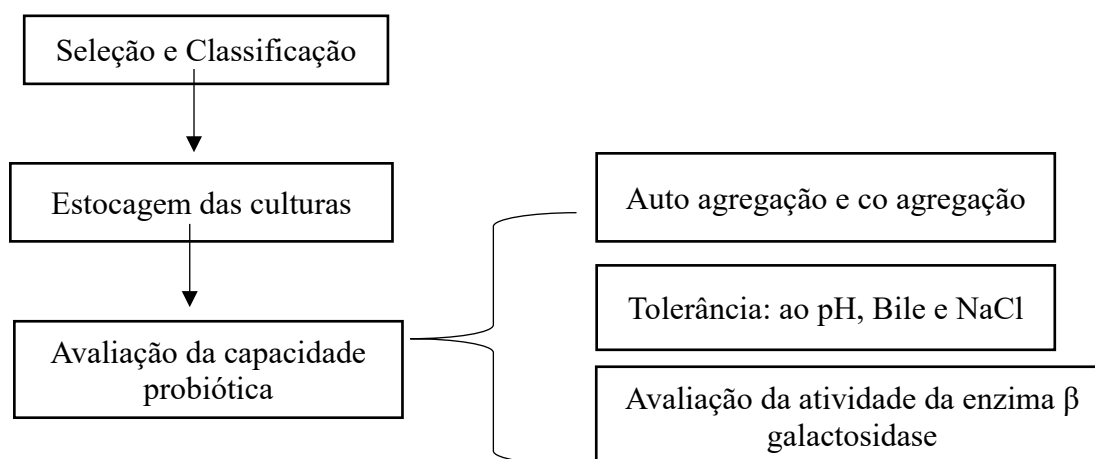 Seleção e Classificação
Estocagem das culturas
Avaliação da capacidade
probiótica
Auto agregação e co agregação
Tolerância: ao pH, Bile e NaCl
Avaliação da atividade da enzima β
galactosidase